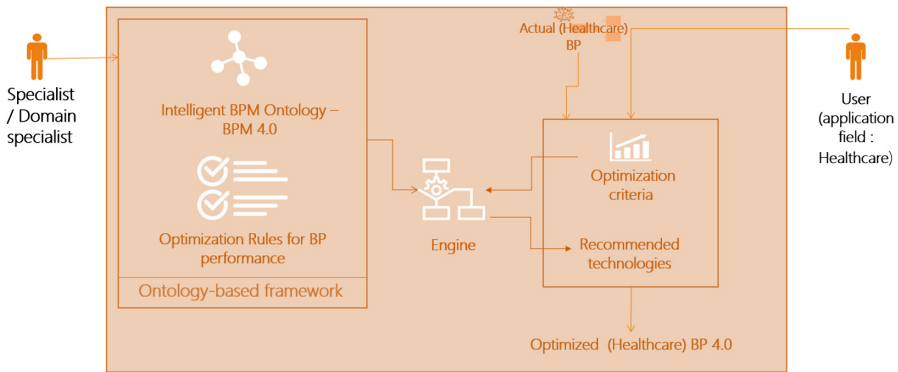 Specialist
/ Domain
specialist
Intelligent BPM Ontology –
BPM 4.0
Optimization Rules for BP
performance
Ontology-based framework
Engine
Actual (Healthcare)
BP
Optimization
criteria
Recommended
technologies
Optimized (Healthcare) BP 4.0
User
(application
field :
Healthcare)